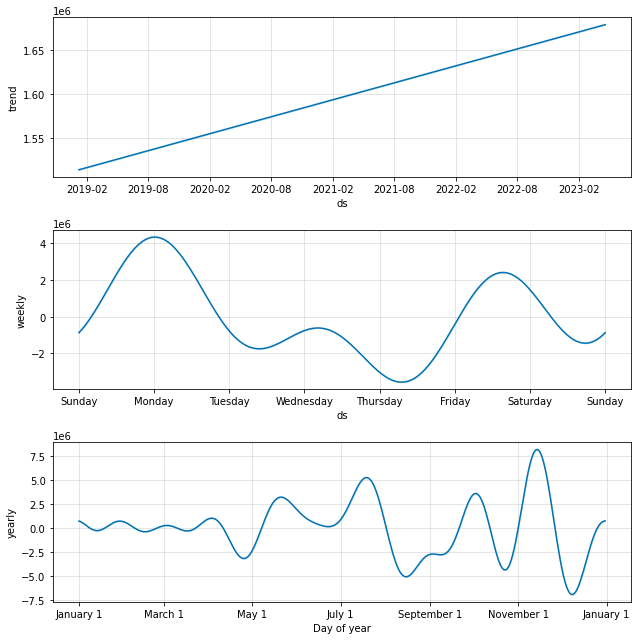 1e6
1.65
1.60
1.55
trend
2019-02 2019-08 2020-02 2020-08 2021-02 2021-08 2022-02 2022-08 2023-02
ds
1e6
4
2
0
−2
weekly
Sunday Monday Tuesday Wednesday Thursday Friday Saturday Sunday
ds
1e6
7.5
5.0
2.5
0.0
−2.5
−5.0
−7.5
yearly
January 1 March 1 May 1 July 1 September 1 November 1 January 1
Day of year